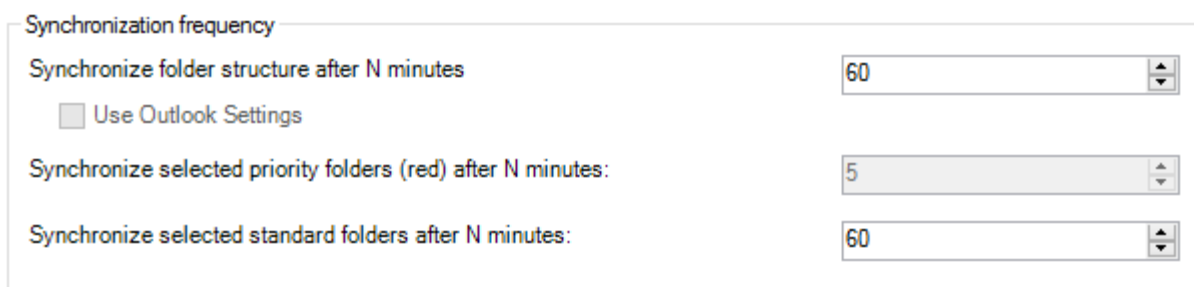 Synchronization frequency
Synchronize folder structure after N minutes 60
Use Outlook Settings
Synchronize selected priority folders (red) after N minutes: 5
Synchronize selected standard folders after N minutes: 60